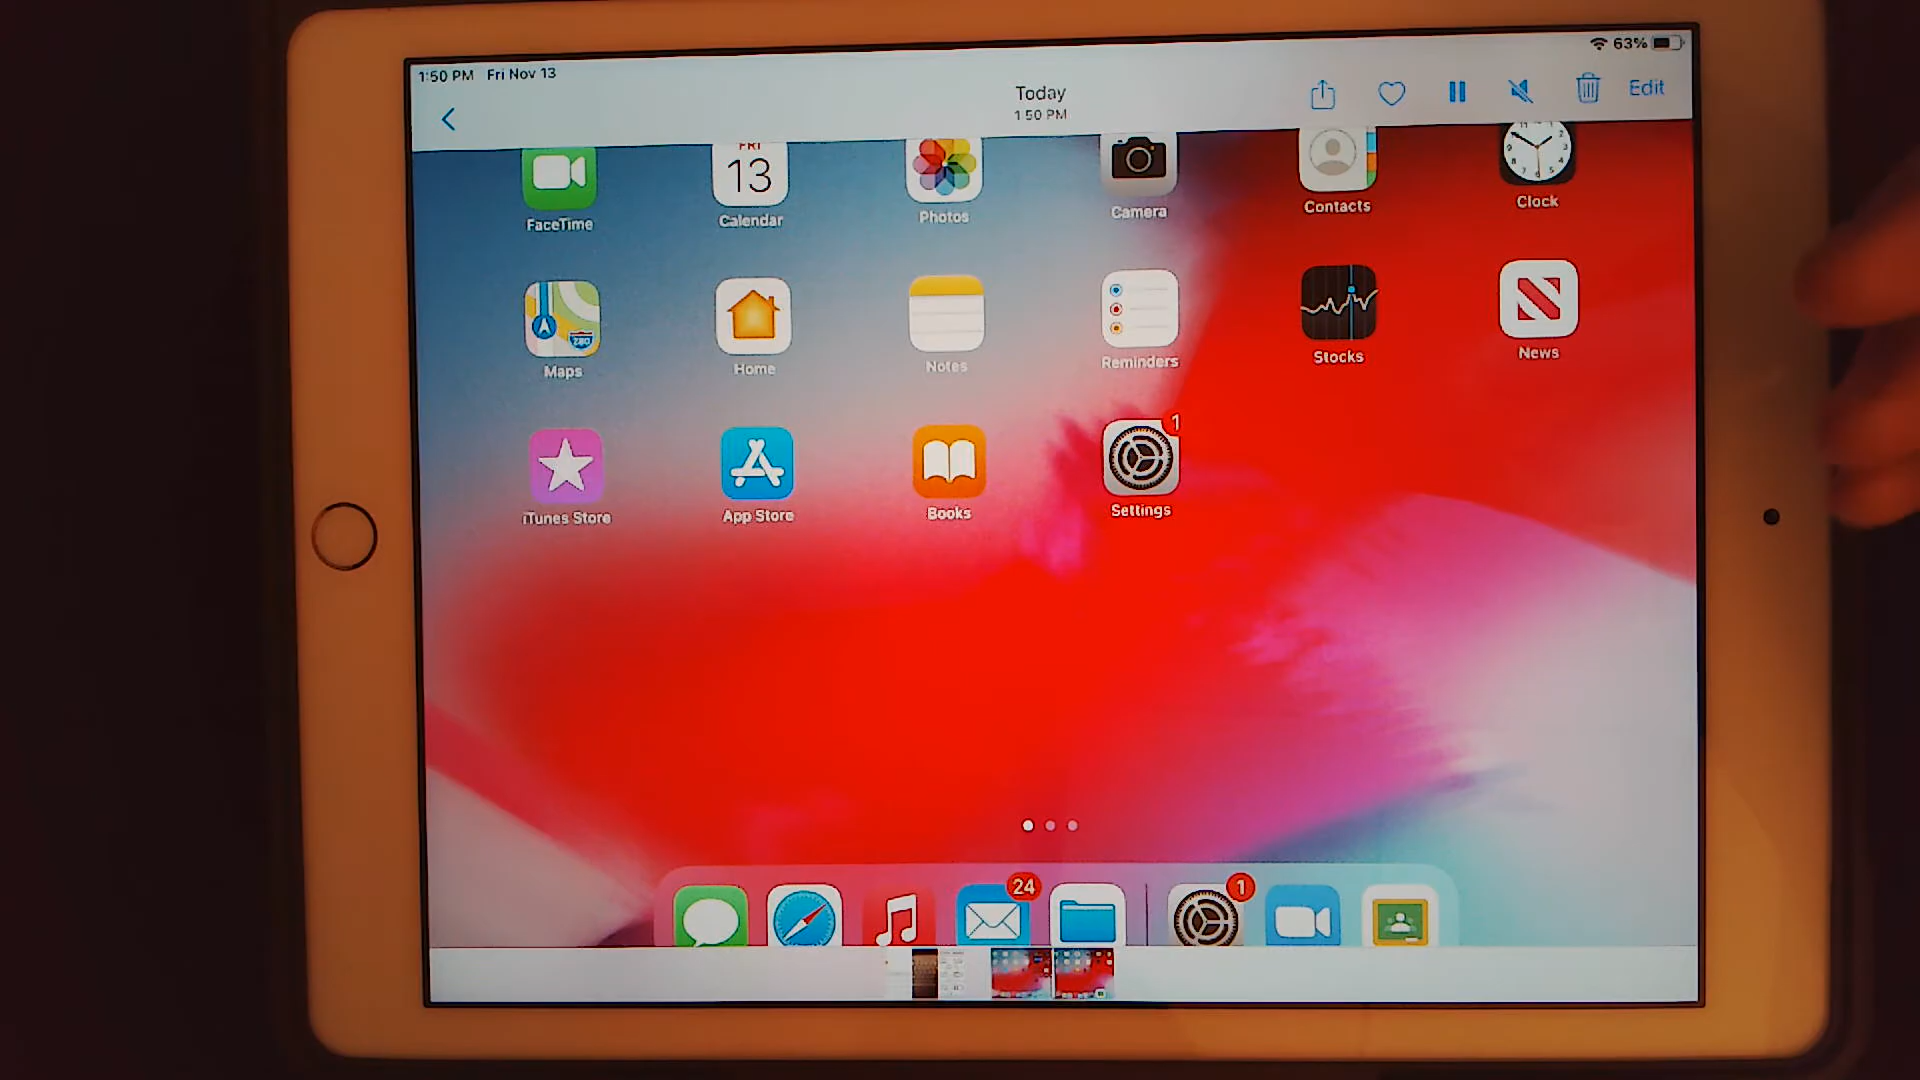 1:50 PM Fri Nov 13
63%
Today
1:50 PM
Edit
FRI
13
FaceTime
Calendar
Photos
Camera
Contacts
Clock
280
Maps
Home
Notes
Reminders
Stocks
News
1
iTunes Store
App Store
Books
Settings
24
1